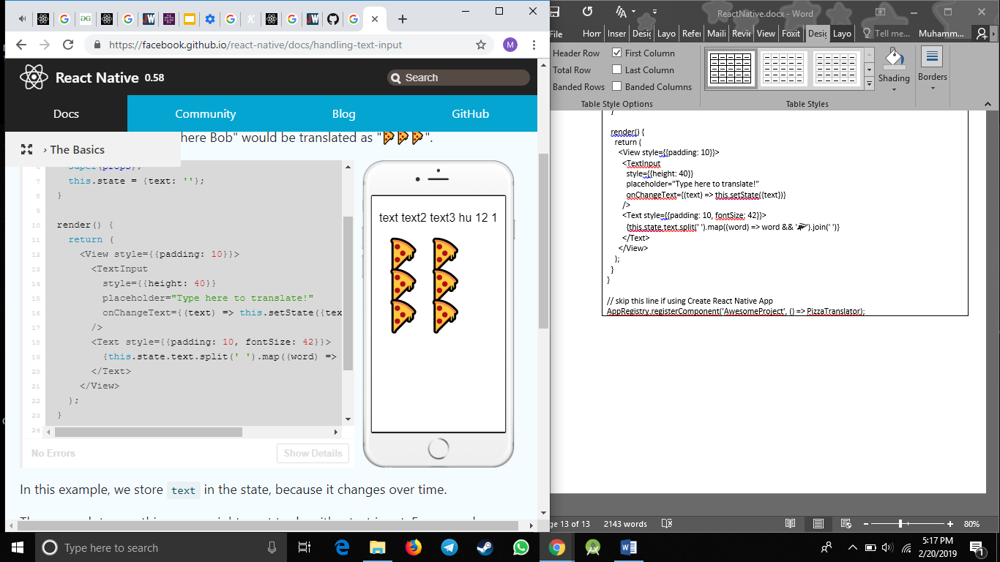 https://facebook.github.io/react-native/docs/handling-text-input
M
React Native 0.58
Search
Docs
Community
Blog
GitHub
here Bob" would be translated as "🍕🍕🍕".
› The Basics
super(props);
7 this.state = {text: ''};
8 }
9
10 render() {
11 return (
12 <View style={{padding: 10}}>
13 <TextInput
14 style={{height: 40}}
15 placeholder="Type here to translate!"
16 onChangeText={(text) => this.setState({tex
17 />
18 <Text style={{padding: 10, fontSize: 42}}>
19 {this.state.text.split(' ').map((word) =>
20 </Text>
21 </View>
22 );
23 }
24
No Errors
Show Details
text text2 text3 hu 12 1
In this example, we store text in the state, because it changes over time.
ReactNative.docx - Word
File
Hom
Inser
Desig
Layo
Refer
Maili
Revie
View
Foxit
Desig
Layo
Tell me...
Muhamm...
Header Row
First Column
Total Row
Last Column
Banded Rows
Banded Columns
Table Style Options
Table Styles
Shading
Borders
}
render() {
return (
<View style={{padding: 10}}>
<TextInput
style={{height: 40}}
placeholder="Type here to translate!"
onChangeText={(text) => this.setState({text})}
/>
<Text style={{padding: 10, fontSize: 42}}>
{this.state.text.split(' ').map((word) => word && '🍕').join(' ')}
</Text>
</View>
);
}
}
// skip this line if using Create React Native App
AppRegistry.registerComponent('AwesomeProject', () => PizzaTranslator);
ge 13 of 13
2143 words
80%
Type here to search
5:17 PM
2/20/2019
1